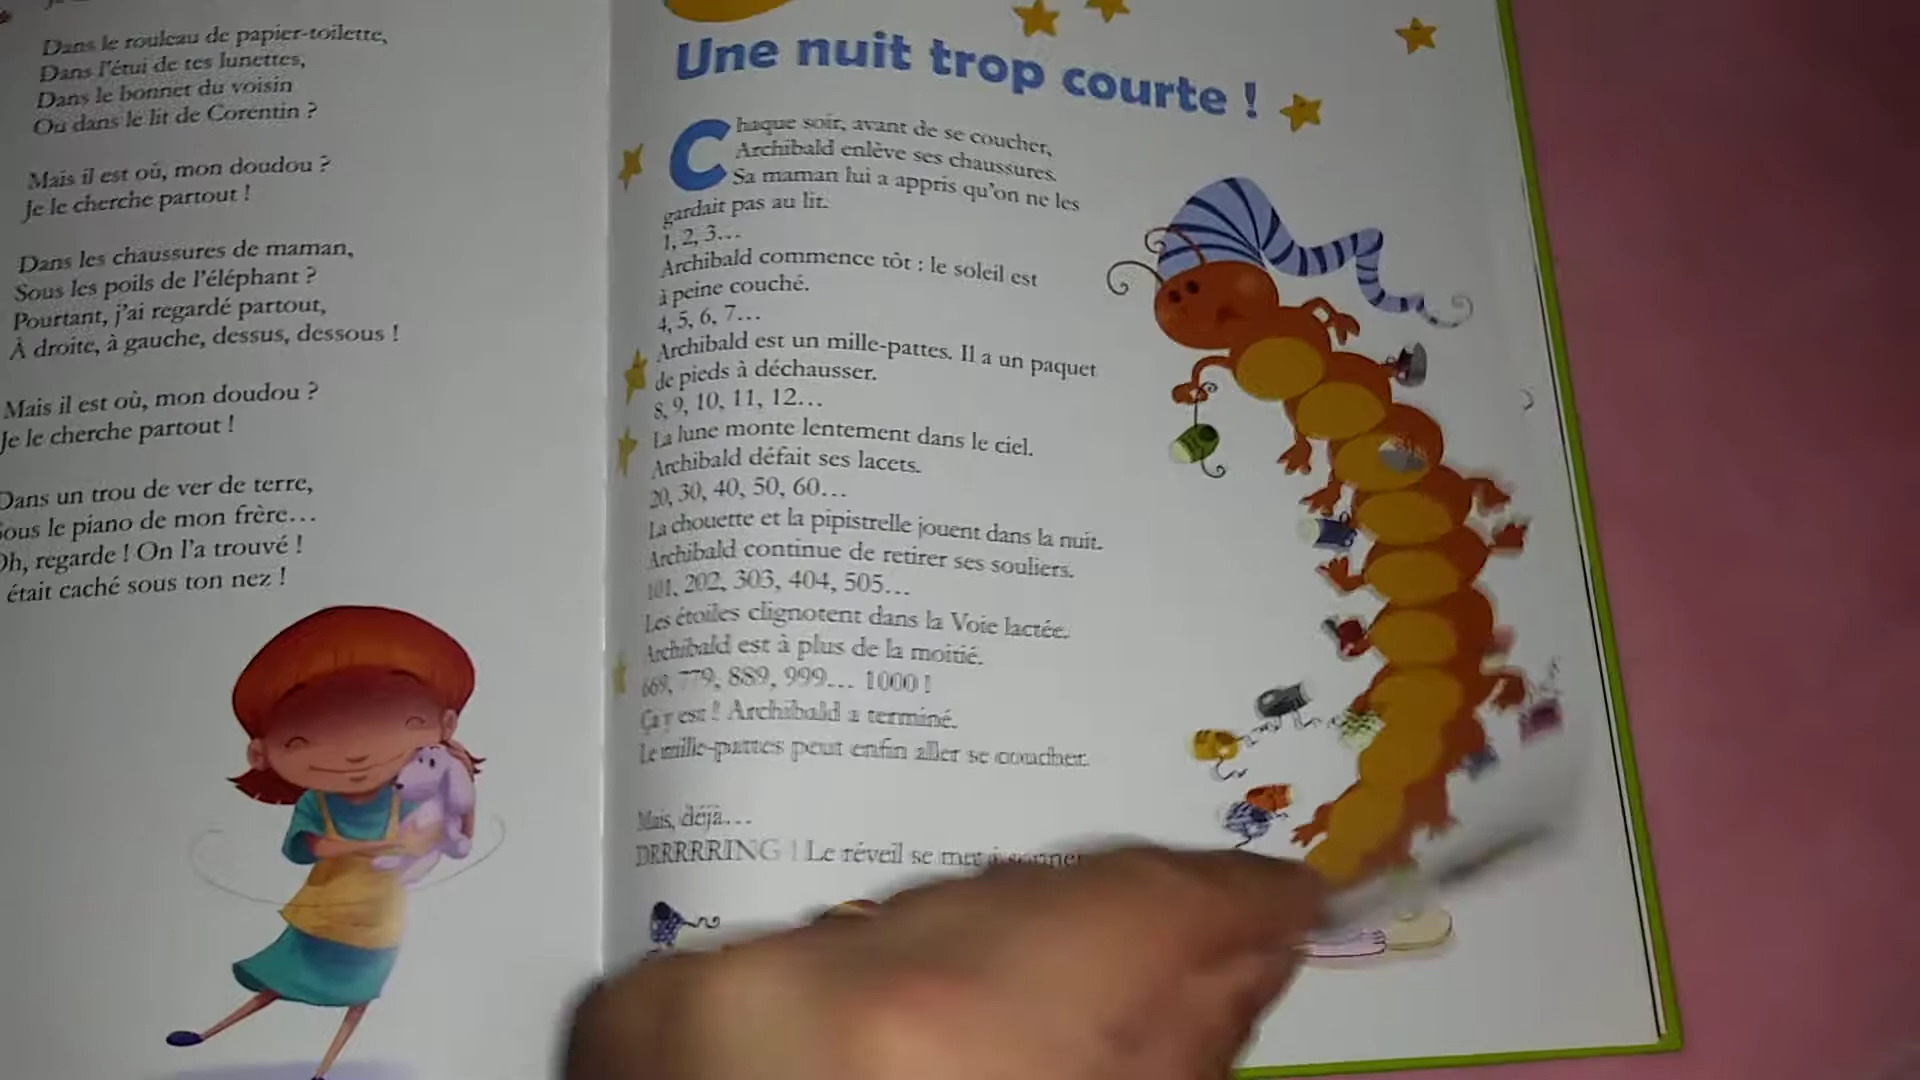 Dans le rouleau de papier-toilette,
Dans l'étui de tes lunettes,
Dans le bonnet du voisin
Ou dans le lit de Corentin ?
Mais il est où, mon doudou ?
Je le cherche partout !
Dans les chaussures de maman,
Sous les poils de l'éléphant ?
Pourtant, j'ai regardé partout,
À droite, à gauche, dessus, dessous !
Mais il est où, mon doudou ?
Je le cherche partout !
Dans un trou de ver de terre,
Sous le piano de mon frère…
Oh, regarde ! On l'a trouvé !
était caché sous ton nez !
Une nuit trop courte !
Chaque soir, avant de se coucher,
Archibald enlève ses chaussures.
Sa maman lui a appris qu'on ne les
gardait pas au lit.
1, 2, 3…
Archibald commence tôt : le soleil est
à peine couché.
4, 5, 6, 7…
Archibald est un mille-pattes. Il a un paquet
de pieds à déchausser.
8, 9, 10, 11, 12…
La lune monte lentement dans le ciel.
Archibald défait ses lacets.
20, 30, 40, 50, 60…
La chouette et la pipistrelle jouent dans la nuit.
Archibald continue de retirer ses souliers.
101, 202, 303, 404, 505…
Les étoiles clignotent dans la Voie lactée.
Archibald est à plus de la moitié.
669, 779, 889, 999… 1000 !
Ça y est ! Archibald a terminé.
Le mille-pattes peut enfin aller se coucher.
Mais, déjà…
DRRRRRING ! Le réveil se met à sonner